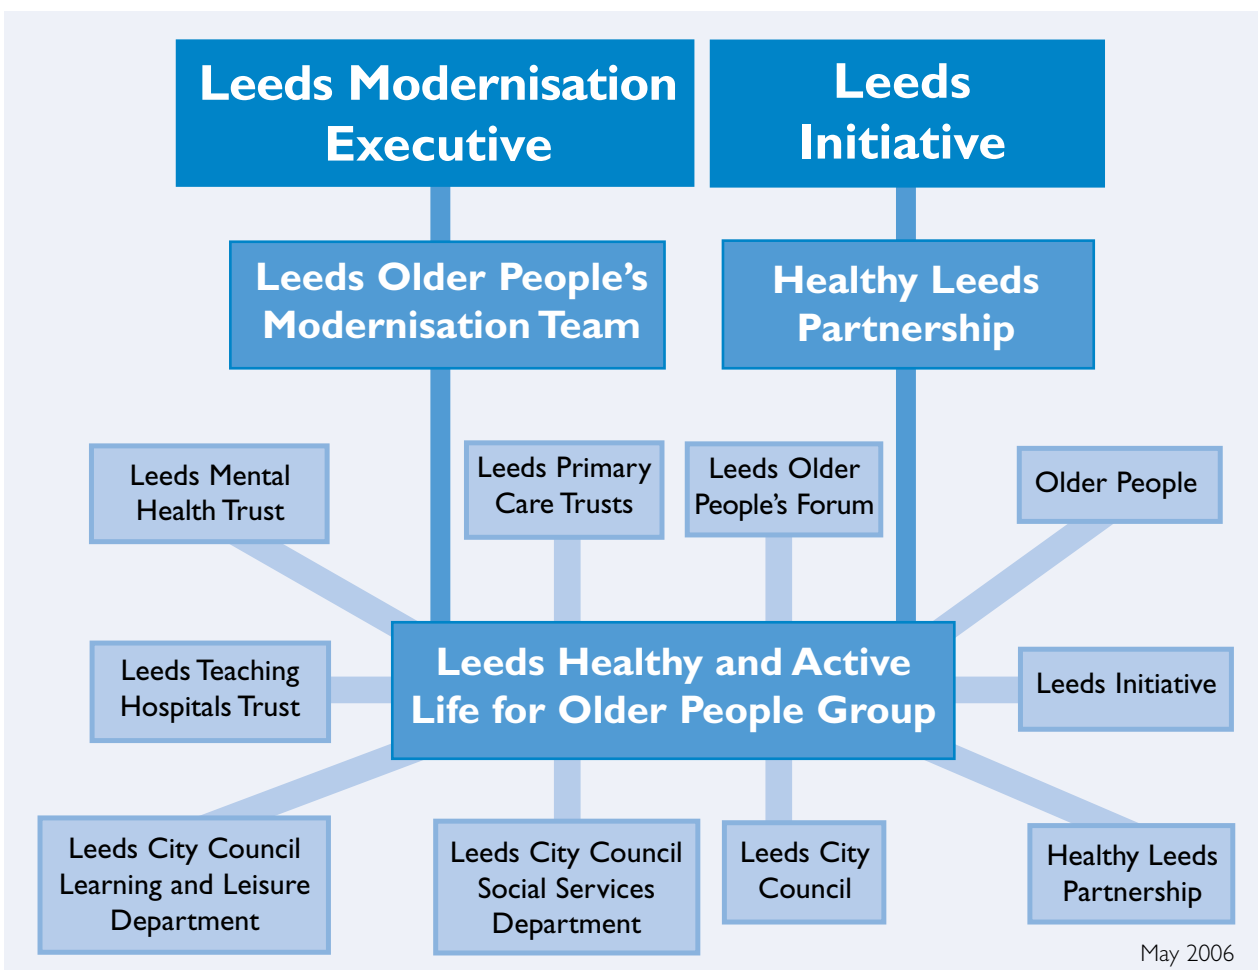 Leeds Modernisation
Executive
Leeds
Initiative
Leeds Older People’s
Modernisation Team
Healthy Leeds
Partnership
Leeds Mental
Health Trust
Leeds Primary
Care Trusts
Leeds Older
People’s Forum
Older People
Leeds Healthy and Active
Life for Older People Group
Leeds Teaching
Hospitals Trust
Leeds Initiative
Leeds City Council
Learning and Leisure
Department
Leeds City Council
Social Services
Department
Leeds City
Council
Healthy Leeds
Partnership
May 2006